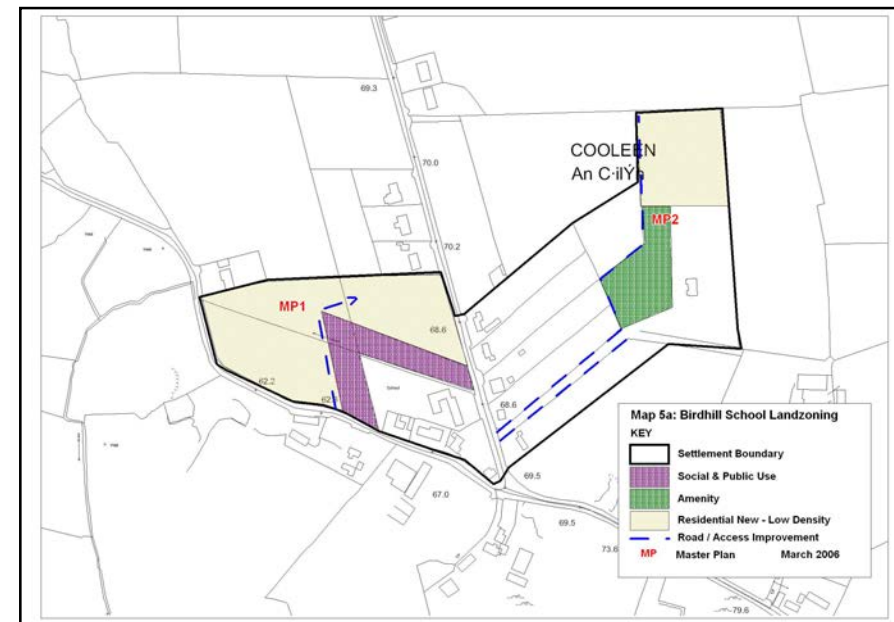 69.3
70.0
COOLEEN
An C·ilÝn
MP2
70.2
MP1
68.6
62.2
School
68.6
67.0
69.5
69.5
73.6
79.6
Map 5a: Birdhill School Landzoning
KEY
Settlement Boundary
Social & Public Use
Amenity
Residential New - Low Density
Road / Access Improvement
MP Master Plan March 2006